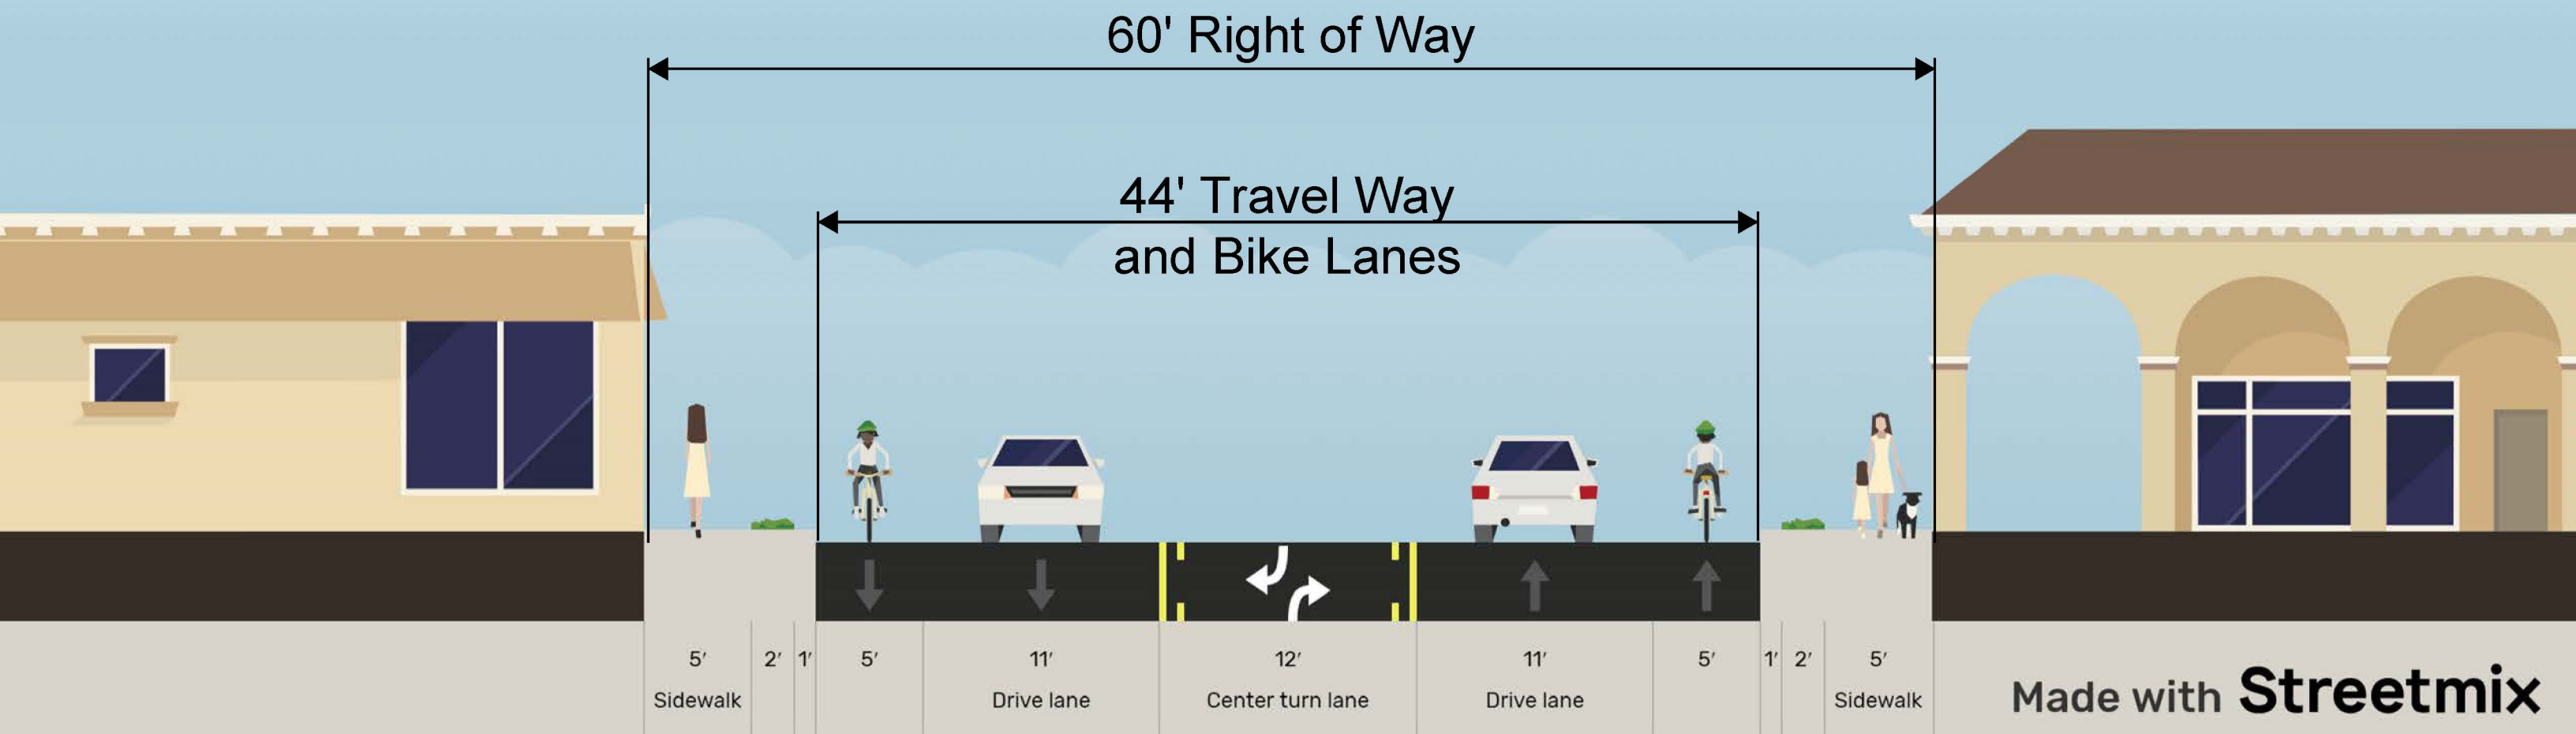 60' Right of Way
44' Travel Way
and Bike Lanes
5' 2' 1' 5' 11' 12' 11' 5' 1' 2' 5'
Sidewalk Drive lane Center turn lane Drive lane Sidewalk
Made with Streetmix